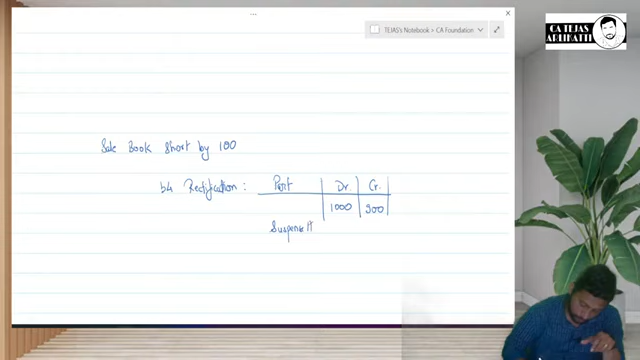 CA TEJAS
ARLIKATTI
TEJAS's Notebook > CA Foundation
Sale Book Short by 100
b4 Rectification:
Part Dr. Cr.
1000 900
Suspense A